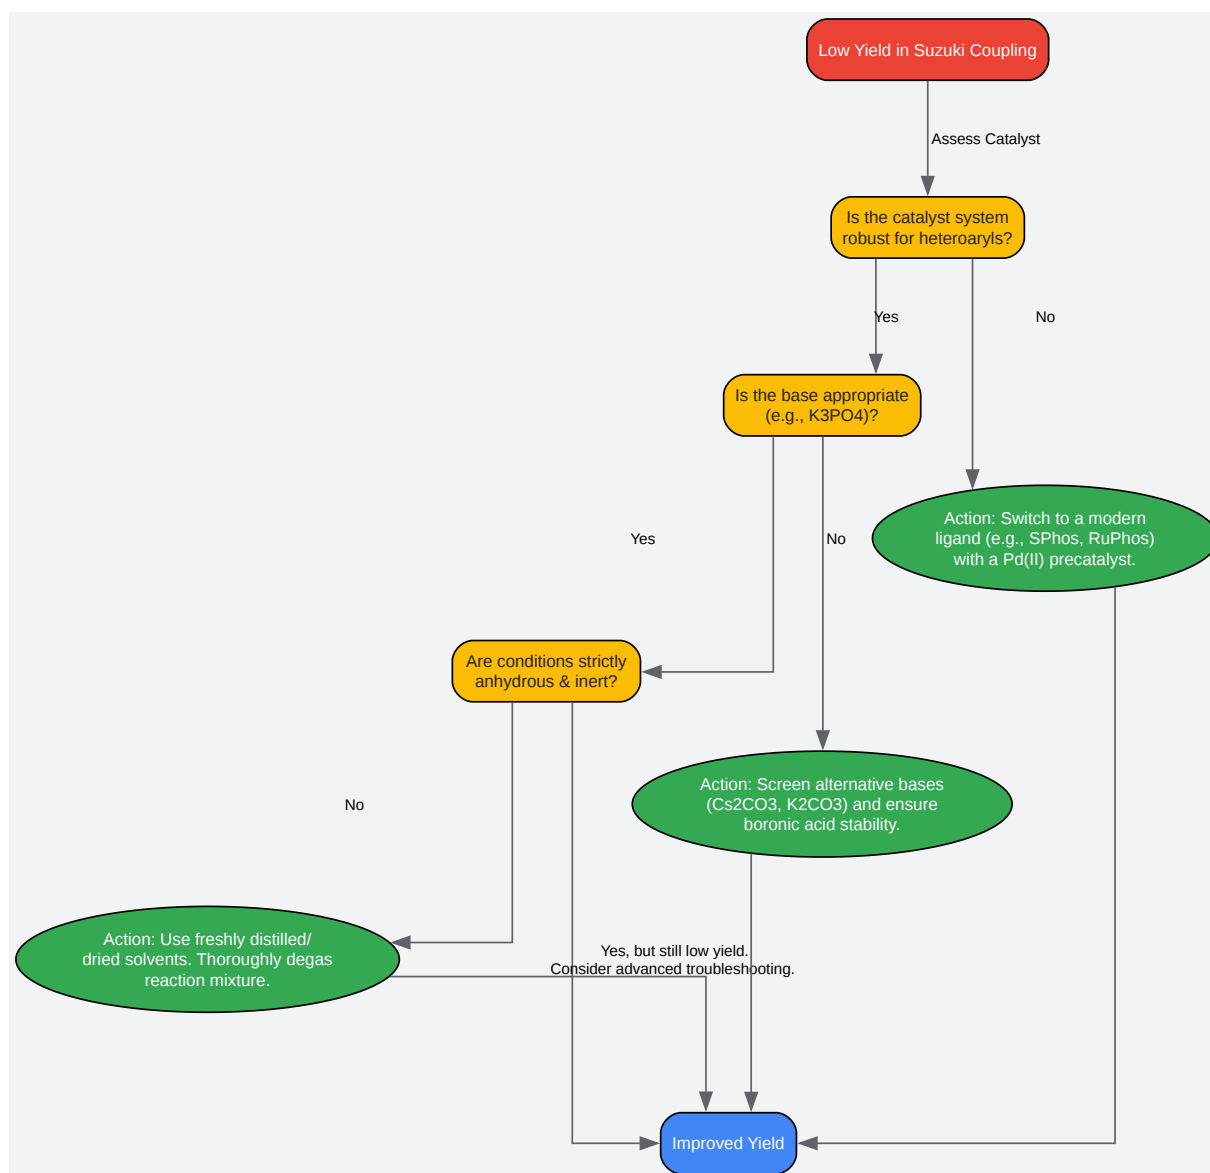 Low Yield in Suzuki Coupling
Assess Catalyst
Is the catalyst system
robust for heteroaryls?
Yes
No
Is the base appropriate
(e.g., K3PO4)?
Action: Switch to a modern
ligand (e.g., SPhos, RuPhos)
with a Pd(II) precatalyst.
Yes
No
Are conditions strictly
anhydrous & inert?
Action: Screen alternative bases
(Cs2CO3, K2CO3) and ensure
boronic acid stability.
No
Action: Use freshly distilled/
dried solvents. Thoroughly degas
reaction mixture.
Yes, but still low yield.
Consider advanced troubleshooting.
Improved Yield